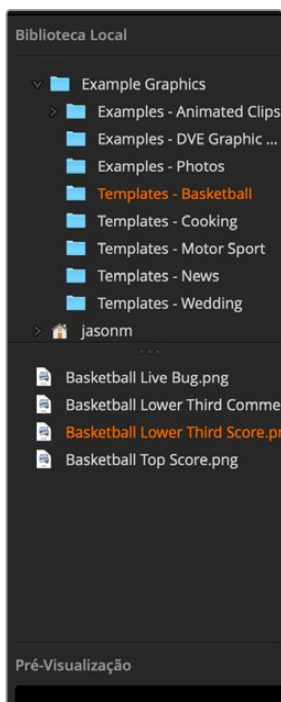 Biblioteca Local
Example Graphics
Examples - Animated Clips
Examples - DVE Graphic ...
Examples - Photos
Templates - Basketball
Templates - Cooking
Templates - Motor Sport
Templates - News
Templates - Wedding
jasonm
Basketball Live Bug.png
Basketball Lower Third Comme
Basketball Lower Third Score.pn
Basketball Top Score.png
Pré-Visualização